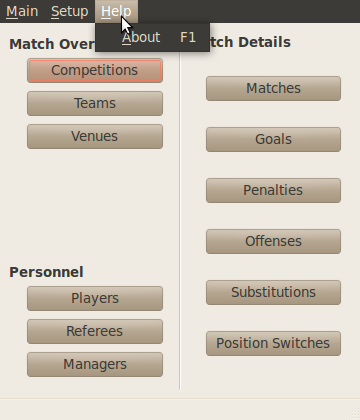 Main Setup Help
About F1
Match Over
tch Details
Competitions
Teams
Venues
Matches
Goals
Penalties
Offenses
Substitutions
Position Switches
Personnel
Players
Referees
Managers